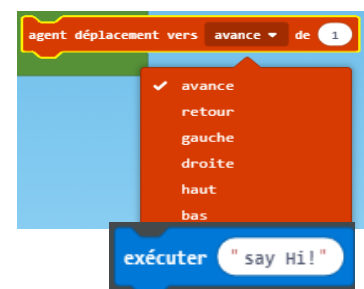 agent déplacement vers avance de 1
avance
retour
gauche
droite
haut
bas
exécuter "say Hi!"